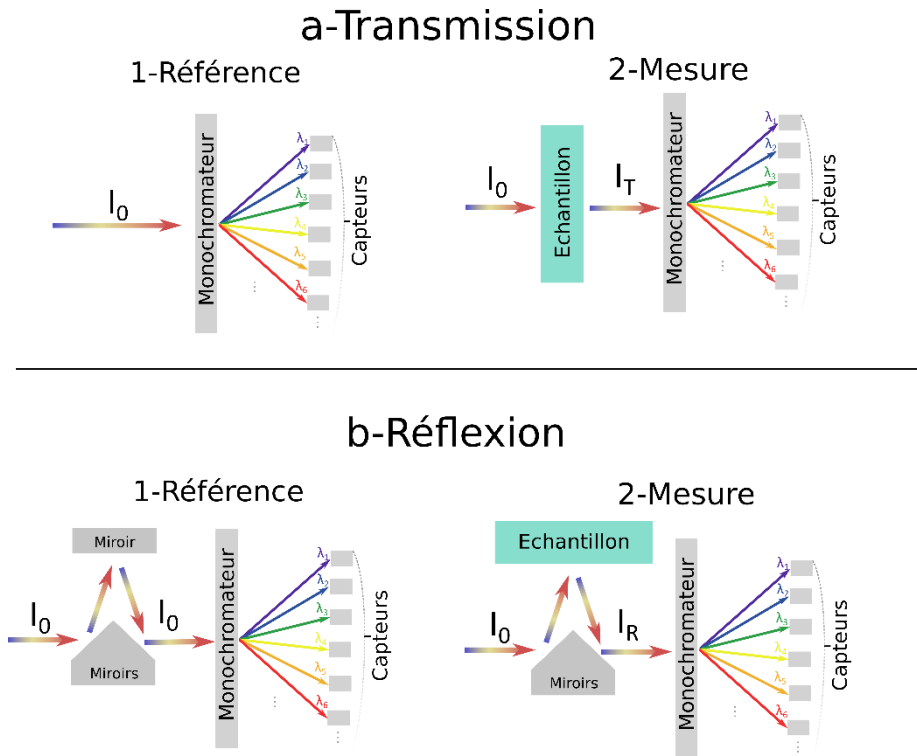 a-Transmission
1-Référence
I0
Monochromateur
λ1
λ2
λ3
λ4
λ5
λ6
...
...
Capteurs
2-Mesure
I0
Echantillon
IT
Monochromateur
λ1
λ2
λ3
λ4
λ5
λ6
...
...
Capteurs
b-Réflexion
1-Référence
Miroir
I0
Miroirs
I0
Monochromateur
λ1
λ2
λ3
λ4
λ5
λ6
...
...
Capteurs
2-Mesure
Echantillon
I0
Miroirs
IR
Monochromateur
λ1
λ2
λ3
λ4
λ5
λ6
...
...
Capteurs